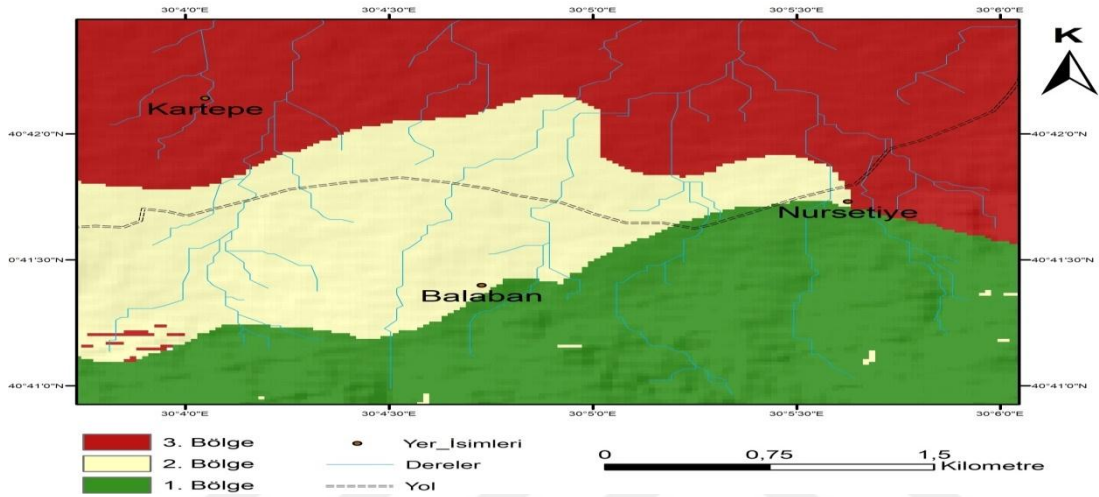 30°4'0"E 30°4'30"E 30°5'0"E 30°5'30"E 30°6'0"E
K
Kartepe
40°42'0"N 40°42'0"N
Nursetiye
0°41'30"N 40°41'30"N
Balaban
40°41'0"N 40°41'0"N
30°4'0"E 30°4'30"E 30°5'0"E 30°5'30"E 30°6'0"E
3. Bölge
2. Bölge
1. Bölge
Yer_İsimleri
Dereler
Yol
0 0,75 1,5
Kilometre